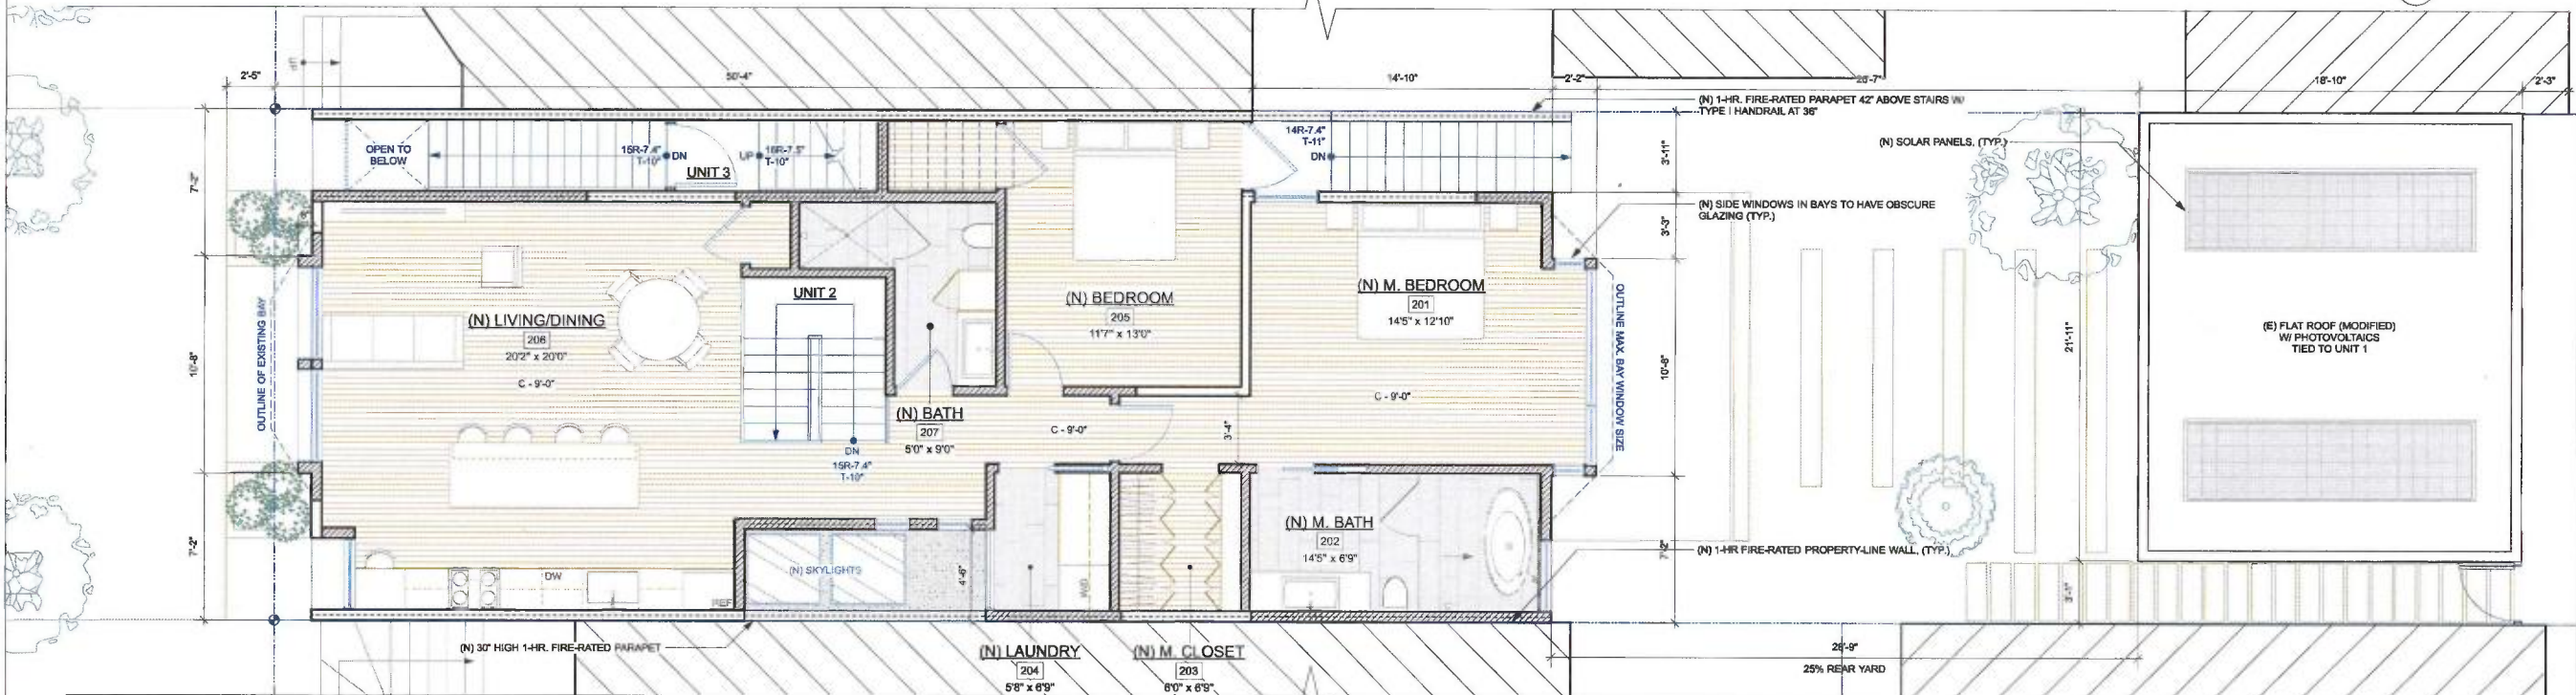 2'-5"
50'-4"
14'-10"
2'-2"
18'-10"
2'-3"
UP
(N) 1-HR. FIRE-RATED PARAPET 42" ABOVE STAIRS W/
TYPE I HANDRAIL AT 36"
(N) SOLAR PANELS, (TYP.)
OPEN TO
BELOW
15R-7.4"
T-10"
DN
UNIT 3
UP
T-10"
14R-7.4"
T-11"
DN
3'-11"
7'-2"
(N) SIDE WINDOWS IN BAYS TO HAVE OBSCURE
GLAZING (TYP.)
3'-3"
OUTLINE OF EXISTING BAY
10'-8"
(N) LIVING/DINING
206
20'2" x 20'0"
C - 9'-0"
UNIT 2
(N) BEDROOM
205
11'7" x 13'0"
(N) M. BEDROOM
201
14'5" x 12'10"
C - 9'-0"
OUTLINE MAX. BAY WINDOW SIZE
10'-8"
21'-11"
(E) FLAT ROOF (MODIFIED)
W/ PHOTOVOLTAICS
TIED TO UNIT 1
(N) BATH
207
5'0" x 9'0"
C - 9'-0"
3'-4"
DN
15R-7.4"
T-10"
7'-2"
(N) M. BATH
202
14'5" x 6'9"
7'-2"
(N) 1-HR FIRE-RATED PROPERTY-LINE WALL, (TYP.)
DW
REF
(N) SKYLIGHTS
4'-6"
W/D
3'-1"
(N) 30" HIGH 1-HR. FIRE-RATED PARAPET
(N) LAUNDRY
204
5'8" x 6'9"
(N) M. CLOSET
203
6'0" x 6'9"
28'-9"
25% REAR YARD